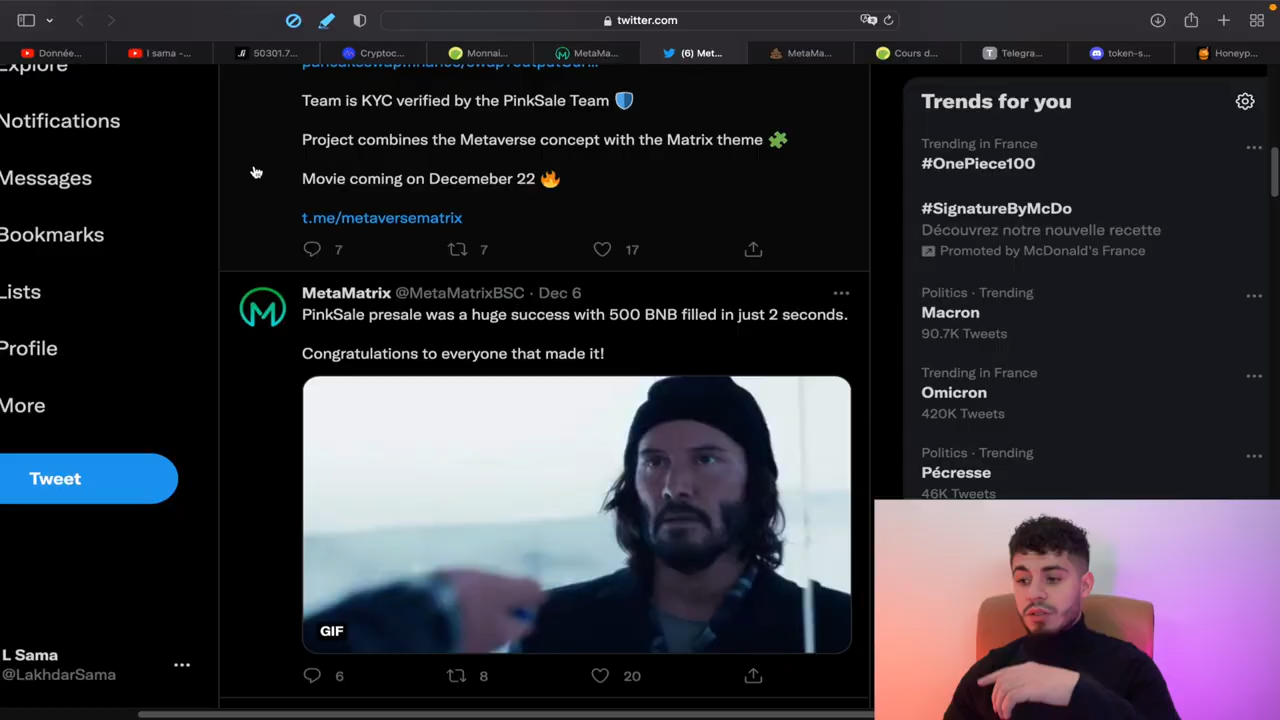 twitter.com
Donnée...
I sama -...
50301.7...
Cryptoc...
Monnai...
MetaMa...
(6) Met...
MetaMa...
Cours d...
Telegra...
token-s...
Honeyp...
Explore
Notifications
Messages
Bookmarks
Lists
Profile
More
Tweet
L Sama
@LakhdarSama
Team is KYC verified by the PinkSale Team
Project combines the Metaverse concept with the Matrix theme
Movie coming on Decemeber 22
t.me/metaversematrix
7 7 17
MetaMatrix @MetaMatrixBSC · Dec 6
PinkSale presale was a huge success with 500 BNB filled in just 2 seconds.
Congratulations to everyone that made it!
GIF
6 8 20
Trends for you
Trending in France
#OnePiece100
#SignatureByMcDo
Découvrez notre nouvelle recette
Promoted by McDonald's France
Politics · Trending
Macron
90.7K Tweets
Trending in France
Omicron
420K Tweets
Politics · Trending
Pécresse
46K Tweets